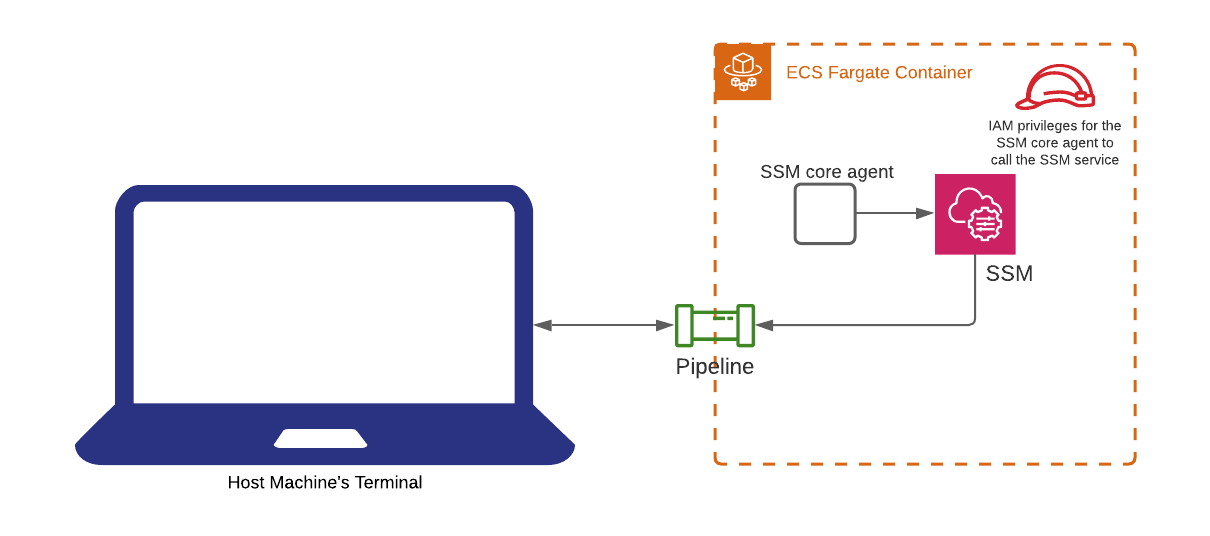 ECS Fargate Container
IAM privileges for the
SSM core agent to
call the SSM service
SSM core agent
SSM
Pipeline
Host Machine's Terminal